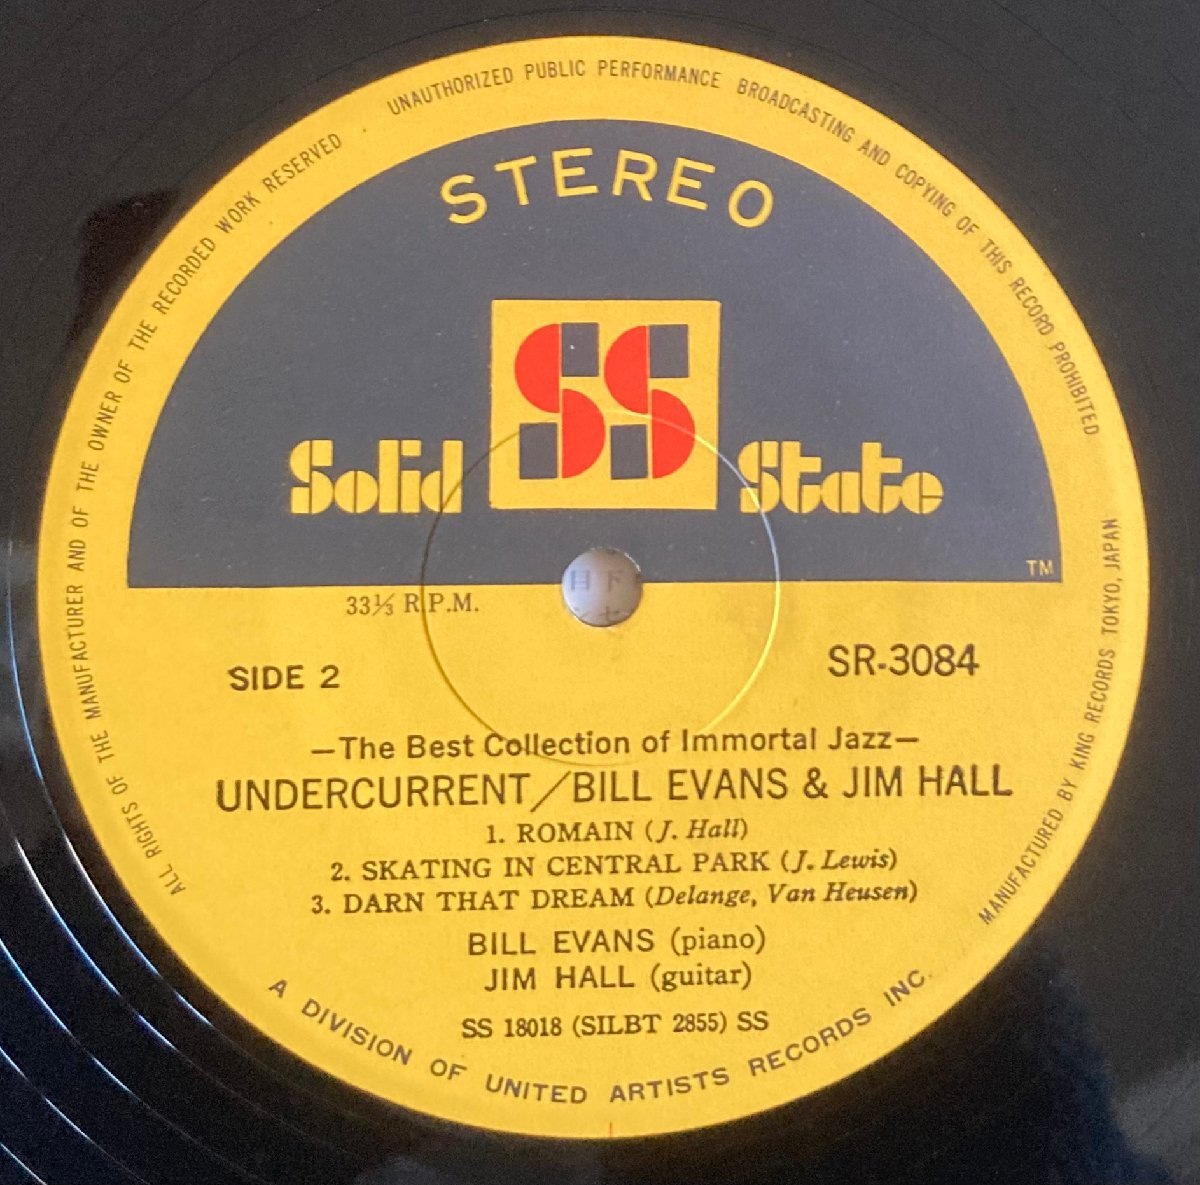 ALL RIGHTS OF THE MANUFACTURER AND OF THE OWNER OF THE RECORDED WORK RESERVED · UNAUTHORIZED PUBLIC PERFORMANCE BROADCASTING AND COPYING OF THIS RECORD PROHIBITED
STEREO
SS
Solid State
TM
33⅓ R.P.M.
SIDE 2
SR-3084
—The Best Collection of Immortal Jazz—
UNDERCURRENT/BILL EVANS & JIM HALL
1. ROMAIN (J. Hall)
2. SKATING IN CENTRAL PARK (J. Lewis)
3. DARN THAT DREAM (Delange, Van Heusen)
BILL EVANS (piano)
JIM HALL (guitar)
SS 18018 (SILBT 2855) SS
A DIVISION OF UNITED ARTISTS RECORDS INC.
MANUFACTURED BY KING RECORDS TOKYO, JAPAN